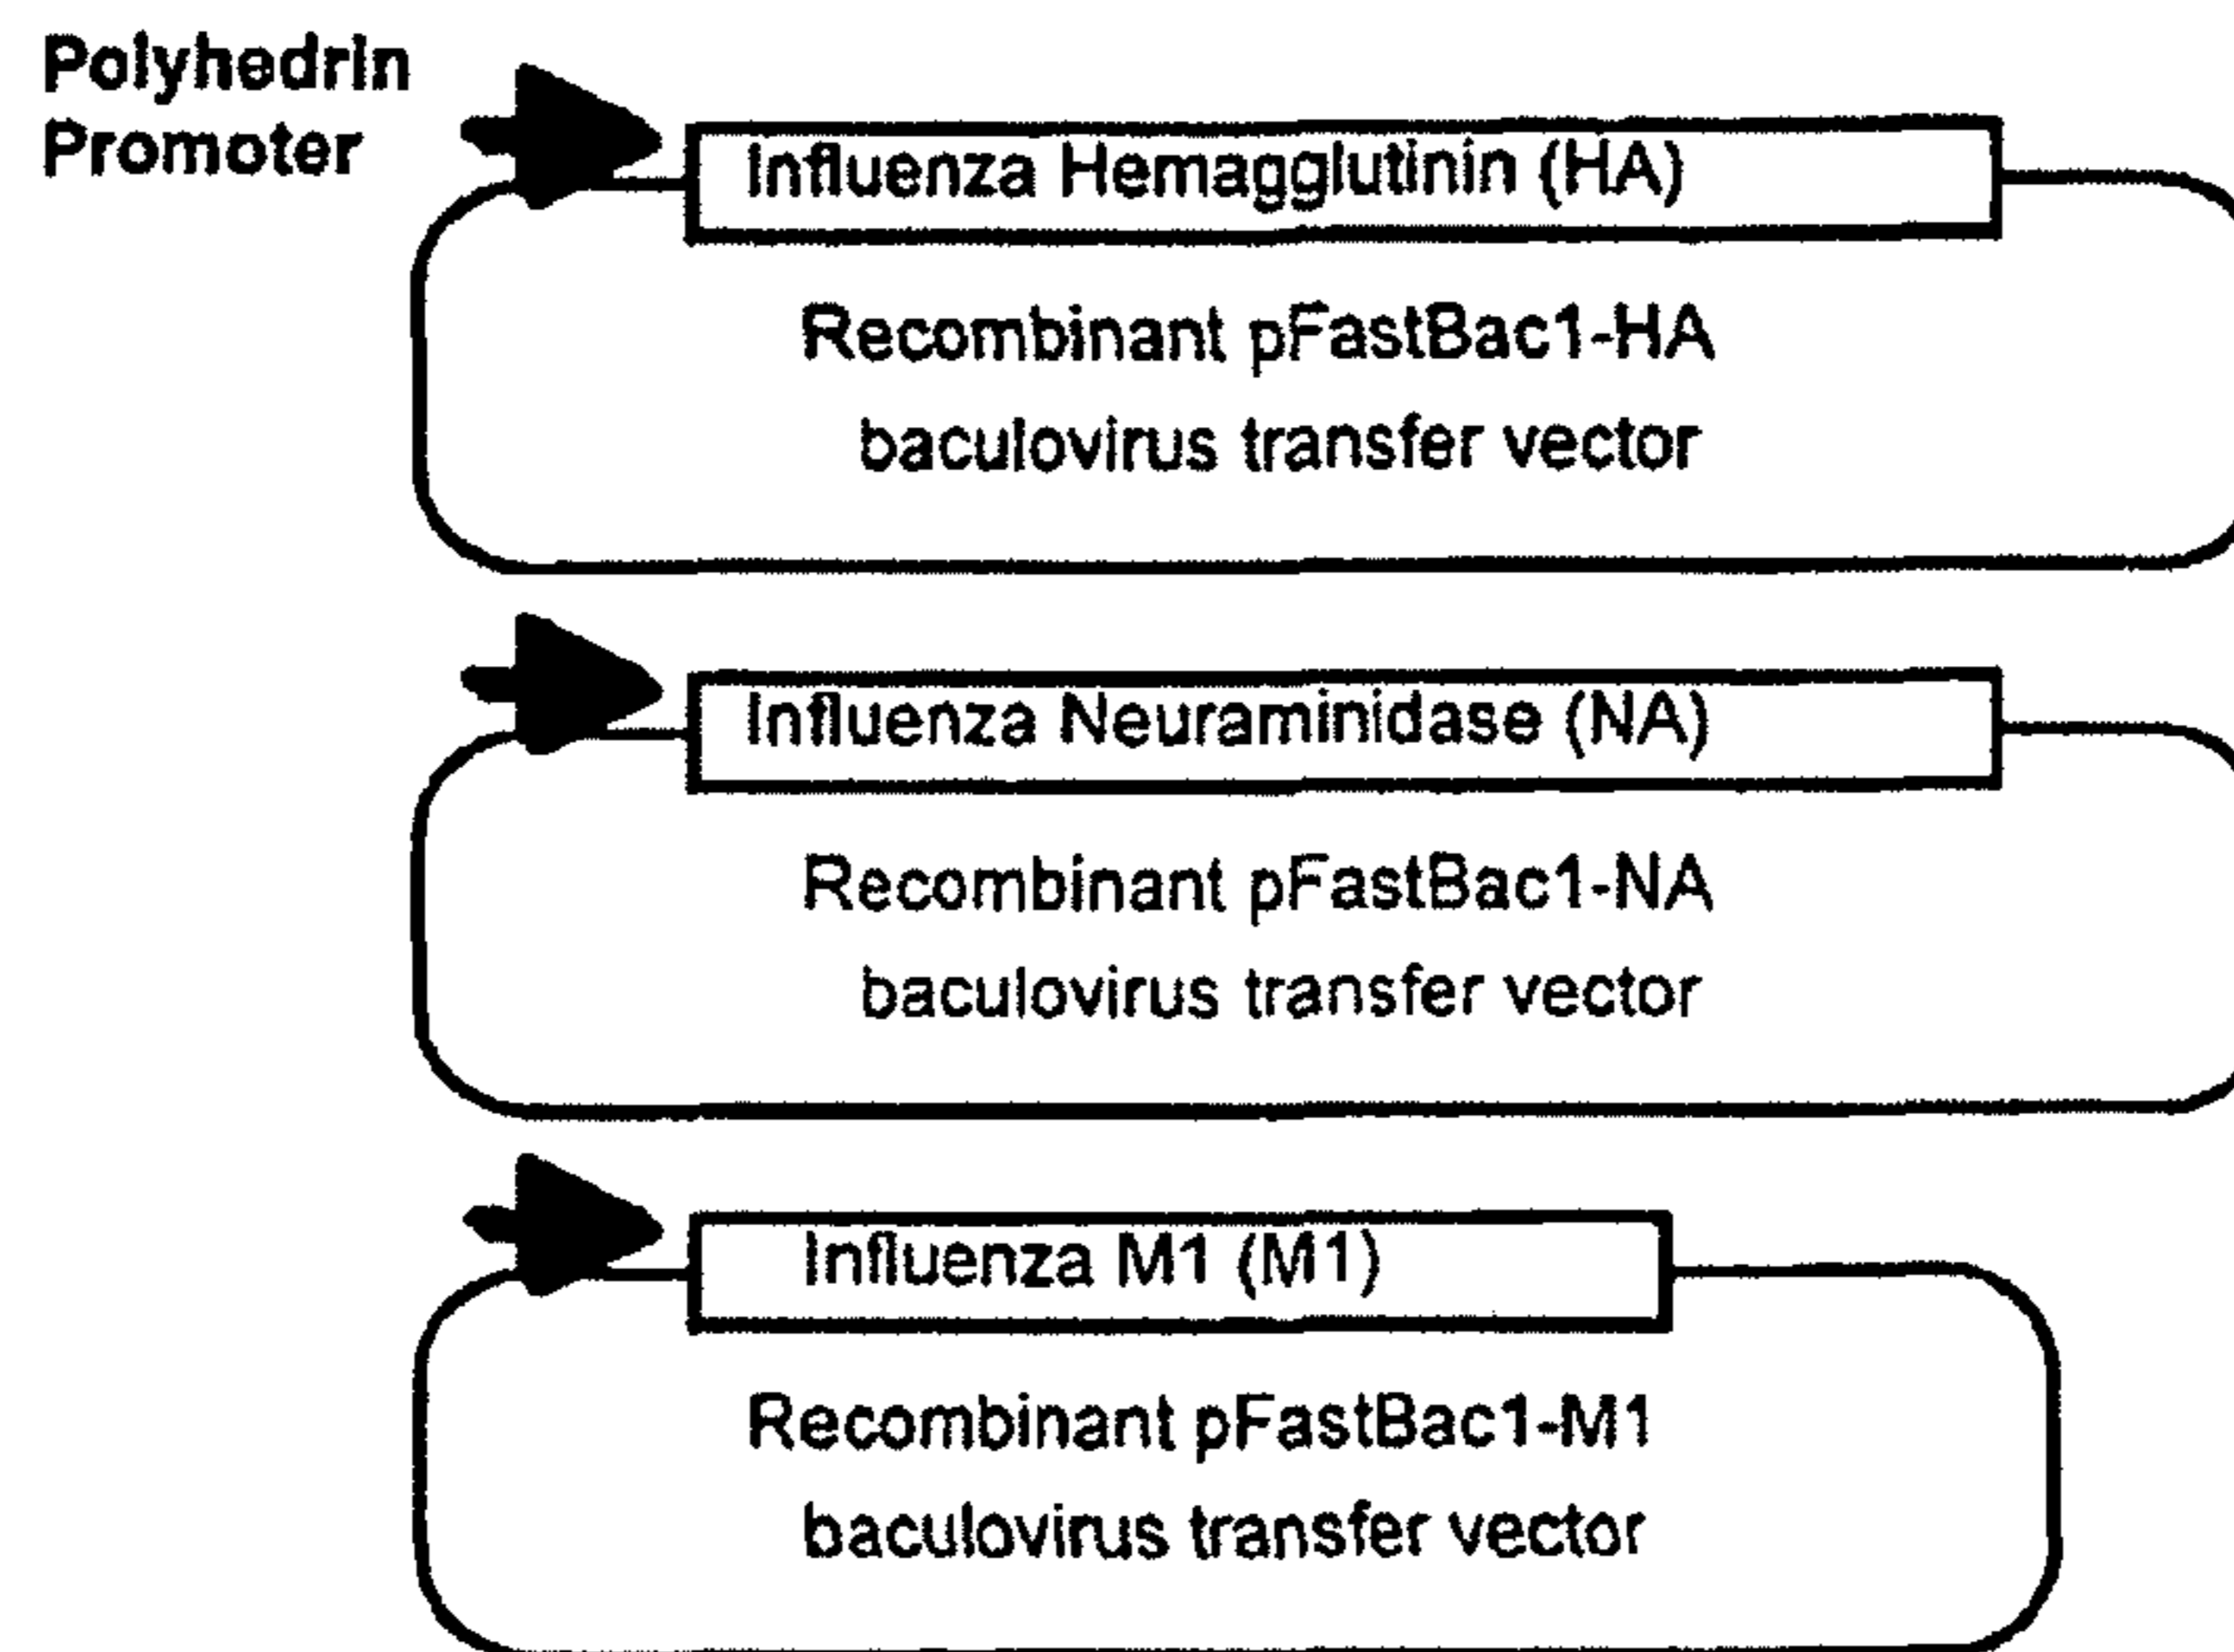 Polyhedrin
Promoter
Influenza Hemagglutinin (HA)
Recombinant pFastBac1-HA
baculovirus transfer vector
Influenza Neuraminidase (NA)
Recombinant pFastBac1-NA
baculovirus transfer vector
Influenza M1 (M1)
Recombinant pFastBac1-M1
baculovirus transfer vector